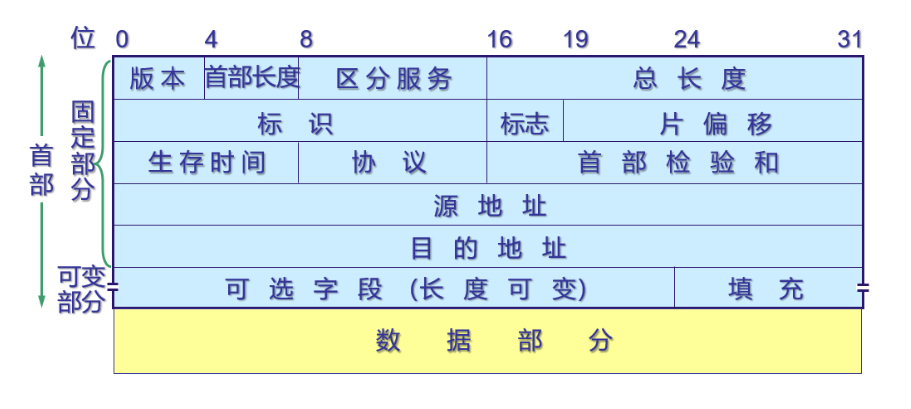 位 0 4 8 16 19 24 31
版本 首部长度 区分服务 总长度
标识 标志 片偏移
生存时间 协议 首部检验和
源地址
目的地址
可选字段 (长度可变) 填充
数据部分
首部
固定部分
可变
部分